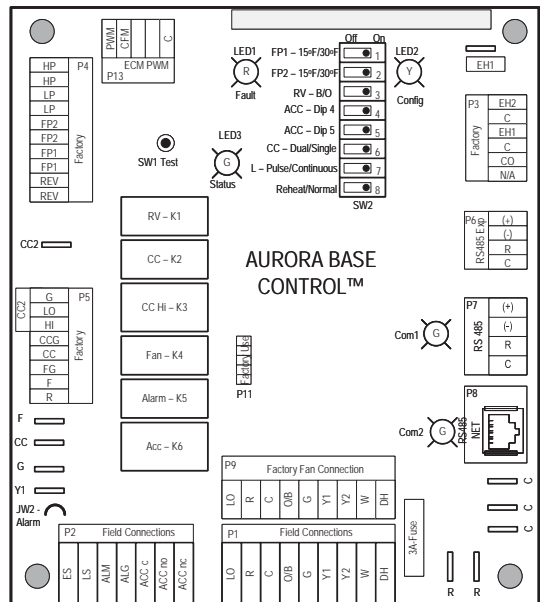 PWM
CFM
C
ECM PWM
P13
LED1
R
Fault
Off On
FP1 – 15ºF/30ºF 1
FP2 – 15ºF/30ºF 2
RV – B/O 3
ACC – Dip 4 4
ACC – Dip 5 5
CC – Dual/Single 6
L – Pulse/Continuous 7
Reheat/Normal 8
SW2
LED2
Y
Config
EH1
HP P4
HP
LP
LP
FP2
FP2
FP1
FP1
REV
REV
Factory
SW1 Test
LED3
G
Status
P3 EH2
C
EH1
C
CO
N/A
Factory
CC2
RV – K1
CC – K2
CC Hi – K3
Fan – K4
Alarm – K5
Acc – K6
AURORA BASE
CONTROL™
P6 (+)
(-)
R
C
RS485 Exp
CC2
G P5
LO
HI
CCG
CC
FG
F
R
Factory
Factory Use
P11
Com1
G
P7 (+)
(-)
R
C
RS 485
Com2
G
P8
RS485
NET
F
CC
G
Y1
JW2 -
Alarm
P9 Factory Fan Connection
LO
R
C
O/B
G
Y1
Y2
W
DH
3A-Fuse
C
C
C
P2 Field Connections
ES
LS
ALM
ALG
ACC c
ACC no
ACC nc
P1 Field Connections
LO
R
C
O/B
G
Y1
Y2
W
DH
R R